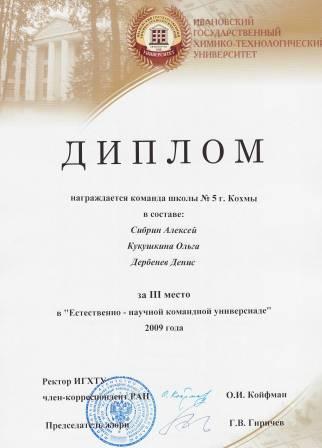 ИВАНОВСКИЙ
ГОСУДАРСТВЕННЫЙ
ХИМИКО-ТЕХНОЛОГИЧЕСКИЙ
УНИВЕРСИТЕТ
УНИВЕРСИТЕТ
ДИПЛОМ
награждается команда школы № 5 г. Кохмы
в составе:
Сибрин Алексей
Кукушкина Ольга
Дербенев Денис
за III место
в "Естественно - научной командной универсиаде"
2009 года
Ректор ИГХТУ
член-корреспондент РАН О.И. Койфман
Председатель жюри Г.В. Гиричев